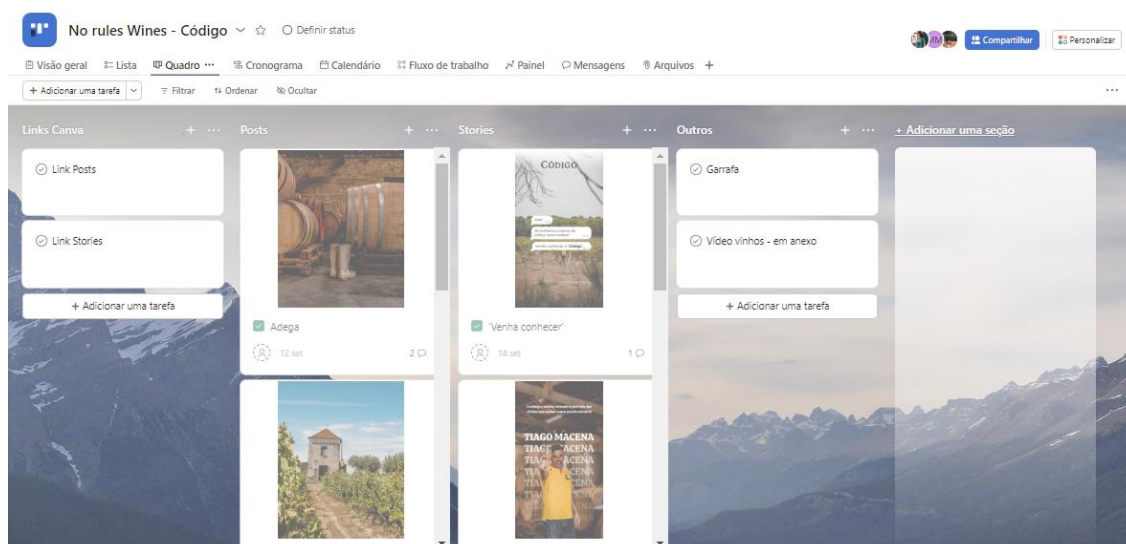 No rules Wines - Código
Definir status
MM
Compartilhar
Personalizar
Visão geral
Lista
Quadro ...
Cronograma
Calendário
Fluxo de trabalho
Painel
Mensagens
Arquivos +
+ Adicionar uma tarefa
Filtrar
Ordenar
Ocultar
...
Links Canva + ...
Posts + ...
Stories + ...
Outros + ...
+ Adicionar uma seção
Link Posts
Link Stories
+ Adicionar uma tarefa
Adega
12 set
2
CÓDIGO
'Venha conhecer'
14 set
1
TIAGO MACENA
Garrafa
Vídeo vinhos - em anexo
+ Adicionar uma tarefa